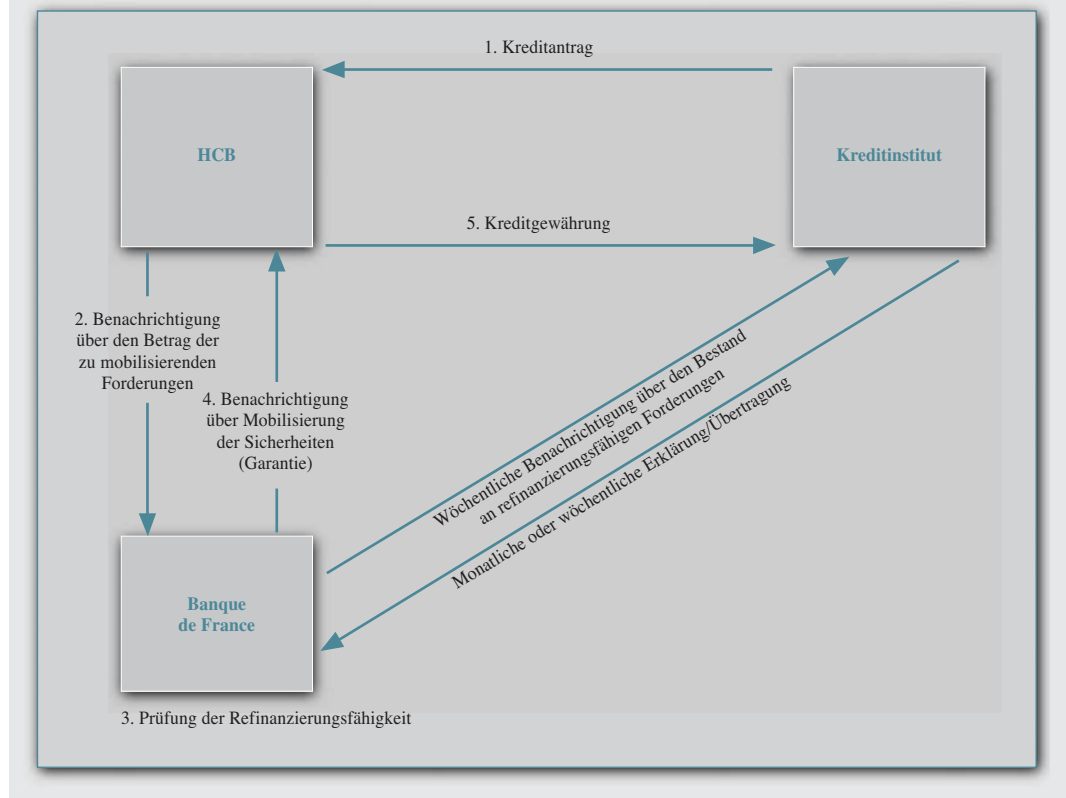 1. Kreditantrag
HCB
Kreditinstitut
5. Kreditgewährung
2. Benachrichtigung
über den Betrag der
zu mobilisierenden
Forderungen
4. Benachrichtigung
über Mobilisierung
der Sicherheiten
(Garantie)
Wöchentliche Benachrichtigung über den Bestand
an refinanzierungsfähigen Forderungen
Monatliche oder wöchentliche Erklärung/Übertragung
Banque
de France
3. Prüfung der Refinanzierungsfähigkeit